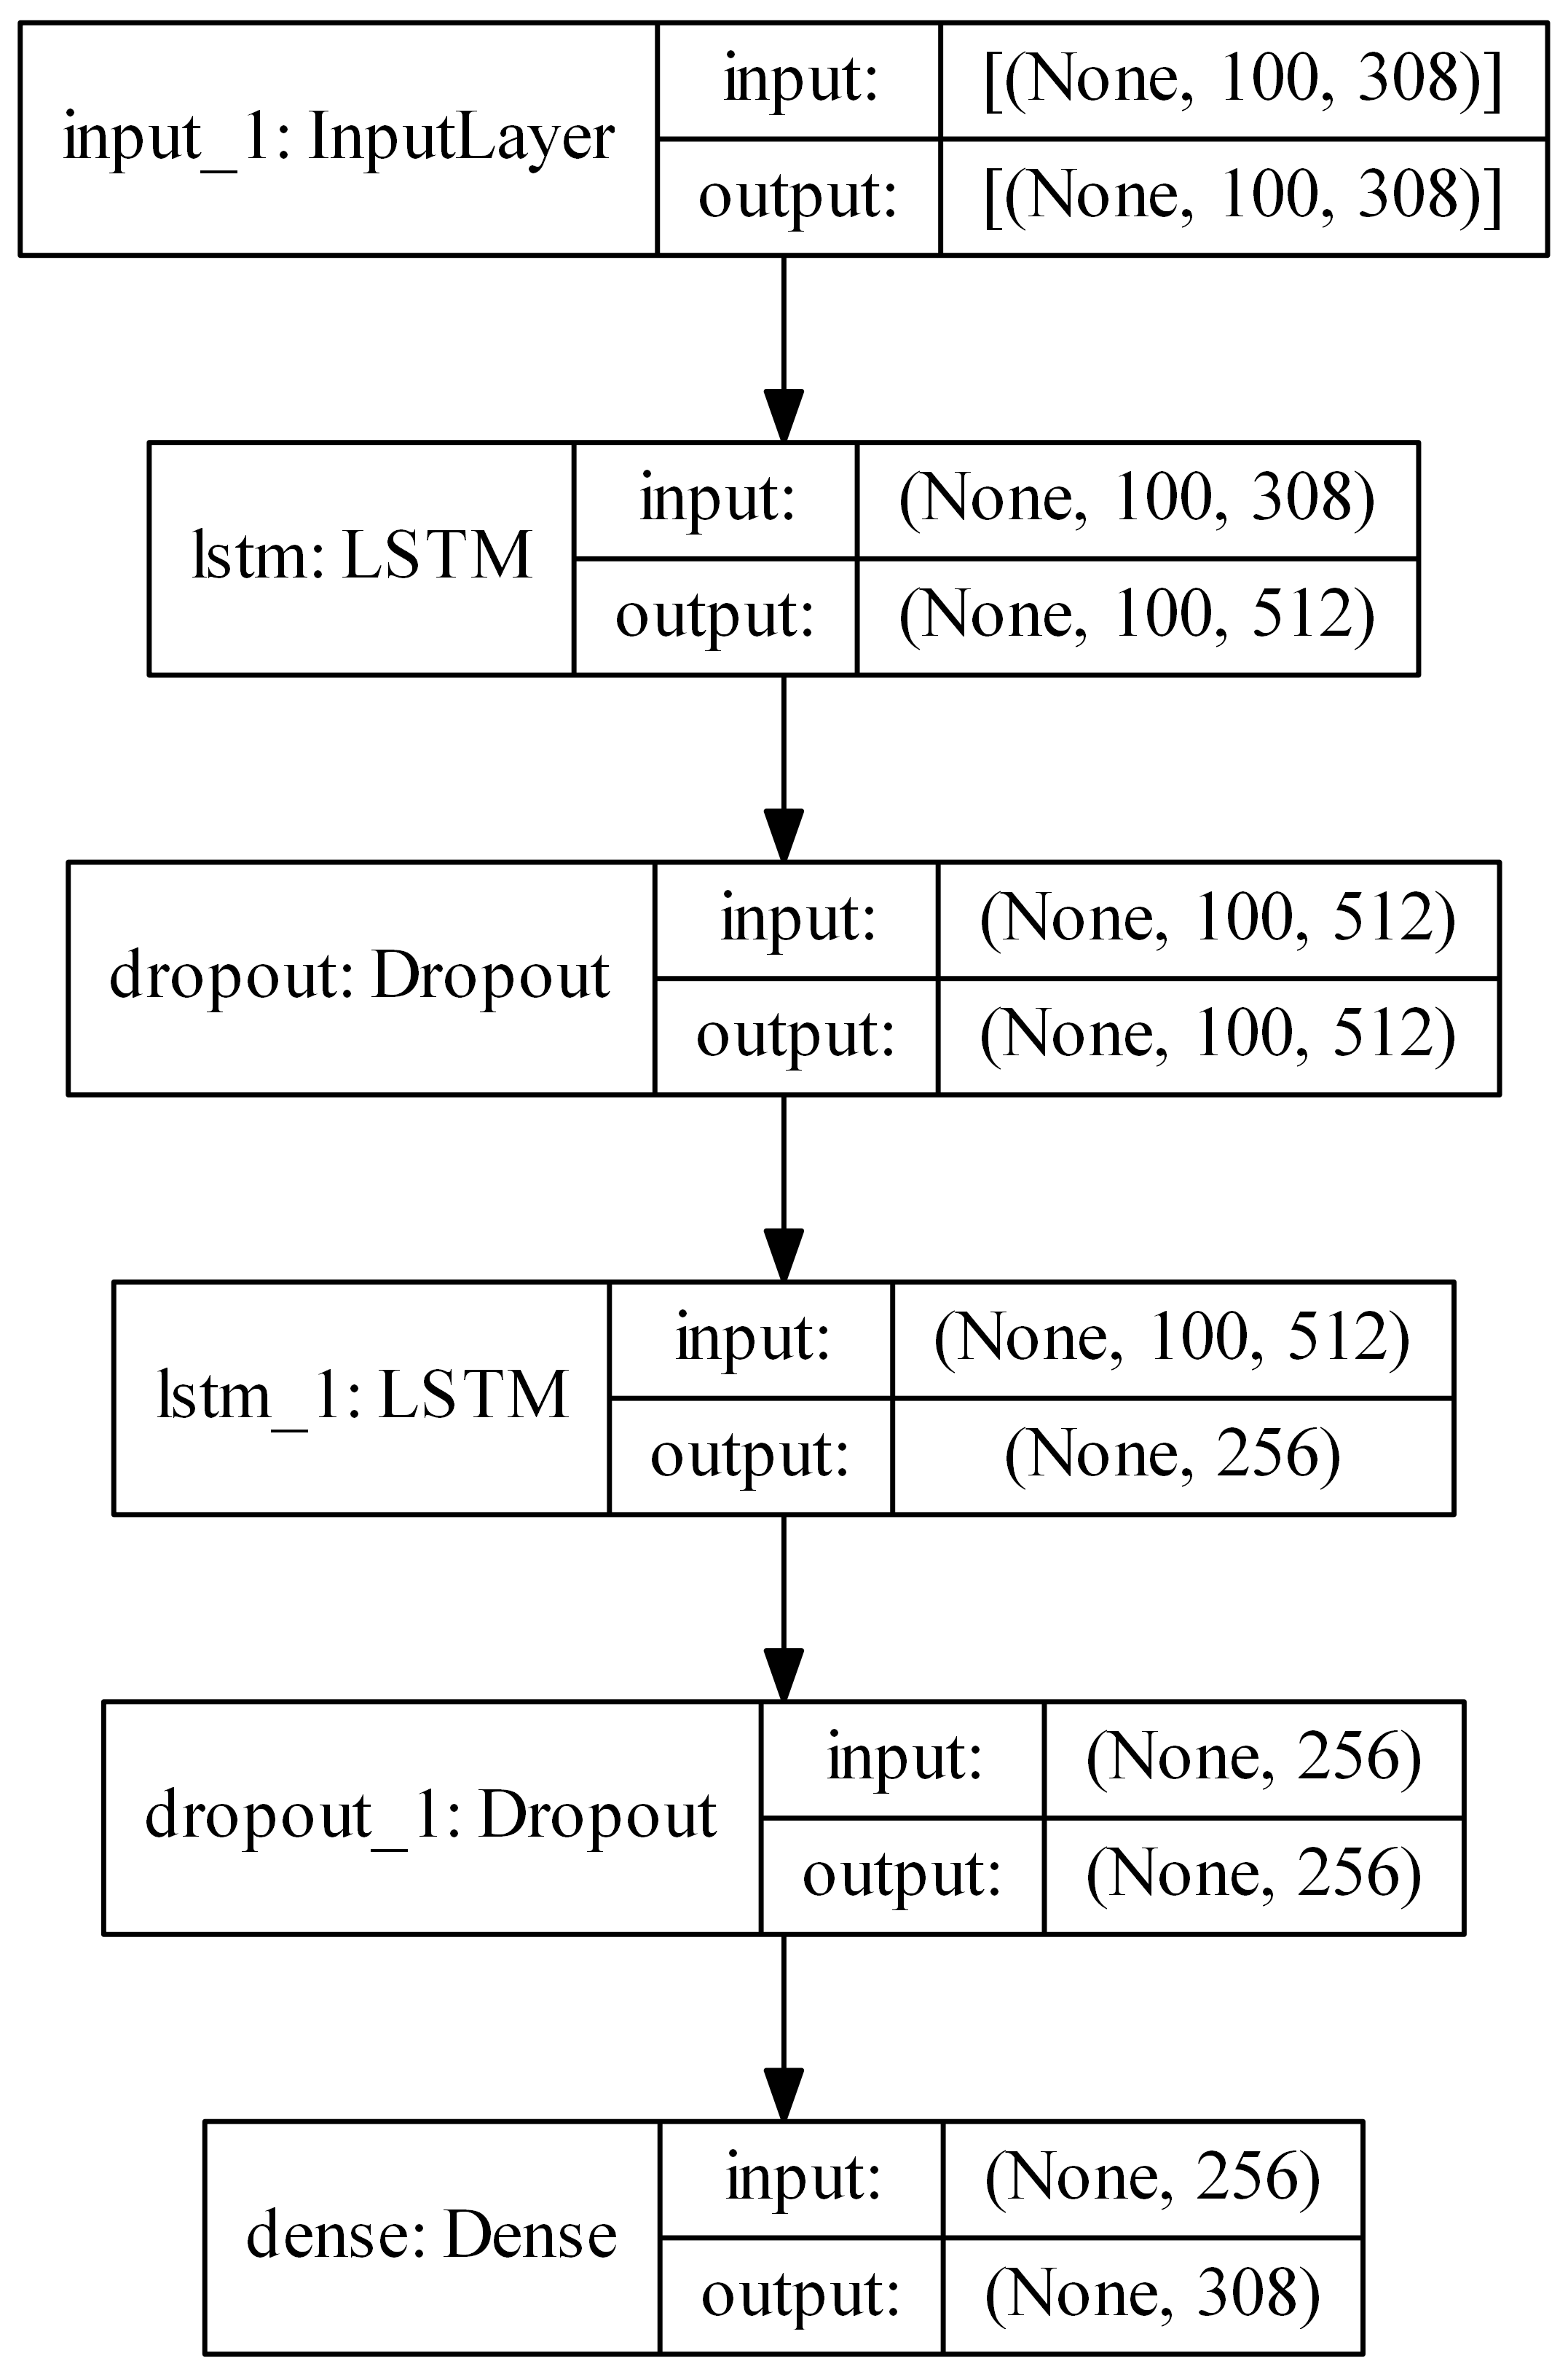 input_1: InputLayer
input:
[(None, 100, 308)]
output:
[(None, 100, 308)]
lstm: LSTM
input:
(None, 100, 308)
output:
(None, 100, 512)
dropout: Dropout
input:
(None, 100, 512)
output:
(None, 100, 512)
lstm_1: LSTM
input:
(None, 100, 512)
output:
(None, 256)
dropout_1: Dropout
input:
(None, 256)
output:
(None, 256)
dense: Dense
input:
(None, 256)
output:
(None, 308)